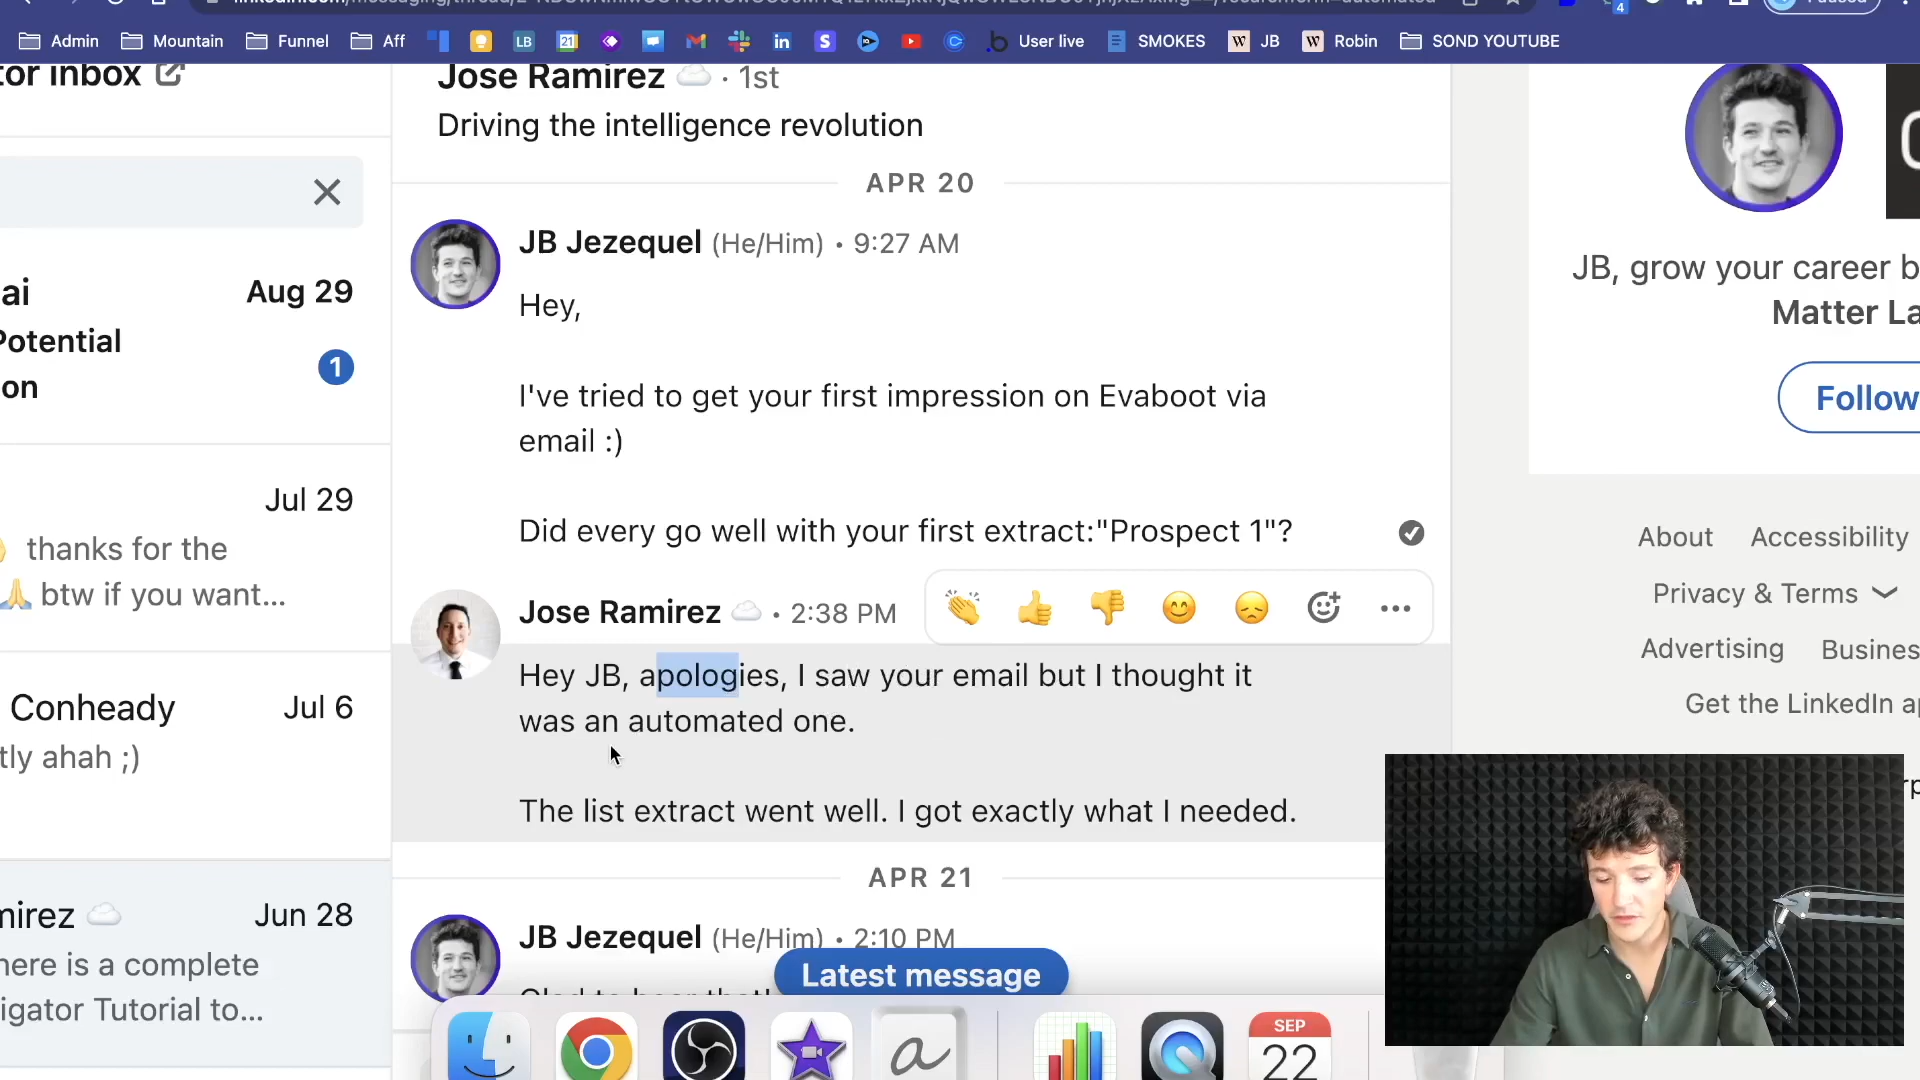 Admin Mountain Funnel Aff LB 21 User live SMOKES JB Robin SOND YOUTUBE
tor inbox
Aug 29
Potential
1
Jul 29
thanks for the
btw if you want...
Conheady Jul 6
tly ahah ;)
mirez Jun 28
here is a complete
igator Tutorial to...
Jose Ramirez · 1st
Driving the intelligence revolution
APR 20
JB Jezequel (He/Him) • 9:27 AM
Hey,
I've tried to get your first impression on Evaboot via
email :)
Did every go well with your first extract:"Prospect 1"?
Jose Ramirez • 2:38 PM
Hey JB, apologies, I saw your email but I thought it
was an automated one.
The list extract went well. I got exactly what I needed.
APR 21
JB Jezequel (He/Him) • 2:10 PM
Latest message
SEP
22
JB, grow your career b
Matter La
Follow
About Accessibility
Privacy & Terms
Advertising Busines
Get the LinkedIn a